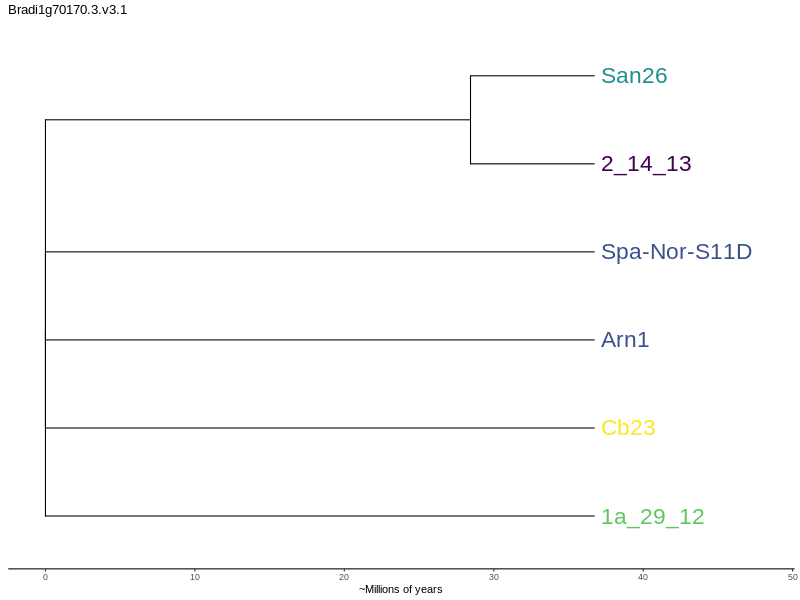 Bradi1g70170.3.v3.1
San26
2_14_13
Spa-Nor-S11D
Arn1
Cb23
1a_29_12
0 10 20 30 40 50
~Millions of years